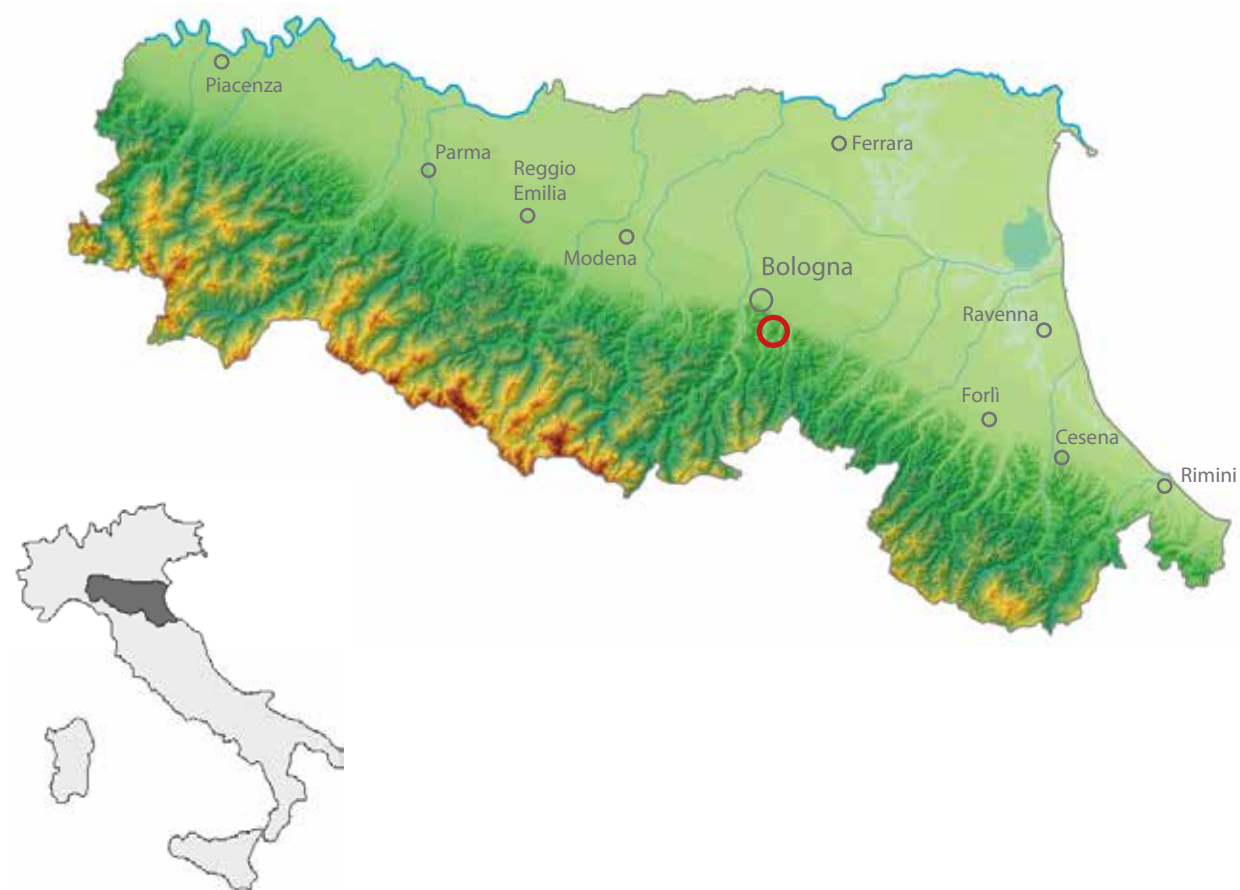 Piacenza
Parma
Reggio
Emilia
Modena
Ferrara
Bologna
Ravenna
Forlì
Cesena
Rimini